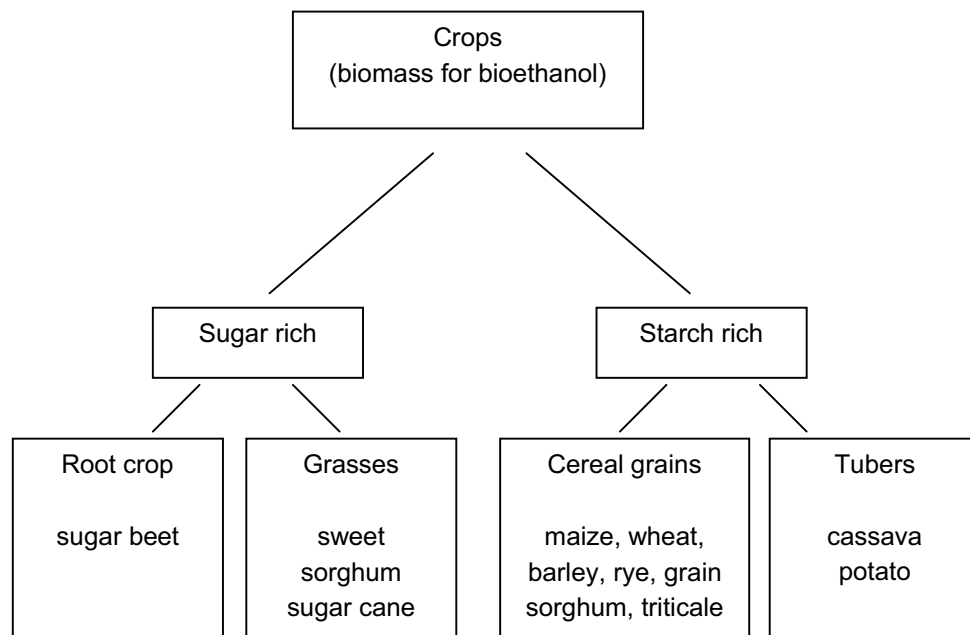 Crops
(biomass for bioethanol)
Sugar rich
Starch rich
Root crop
sugar beet
Grasses
sweet
sorghum
sugar cane
Cereal grains
maize, wheat,
barley, rye, grain
sorghum, triticale
Tubers
cassava
potato